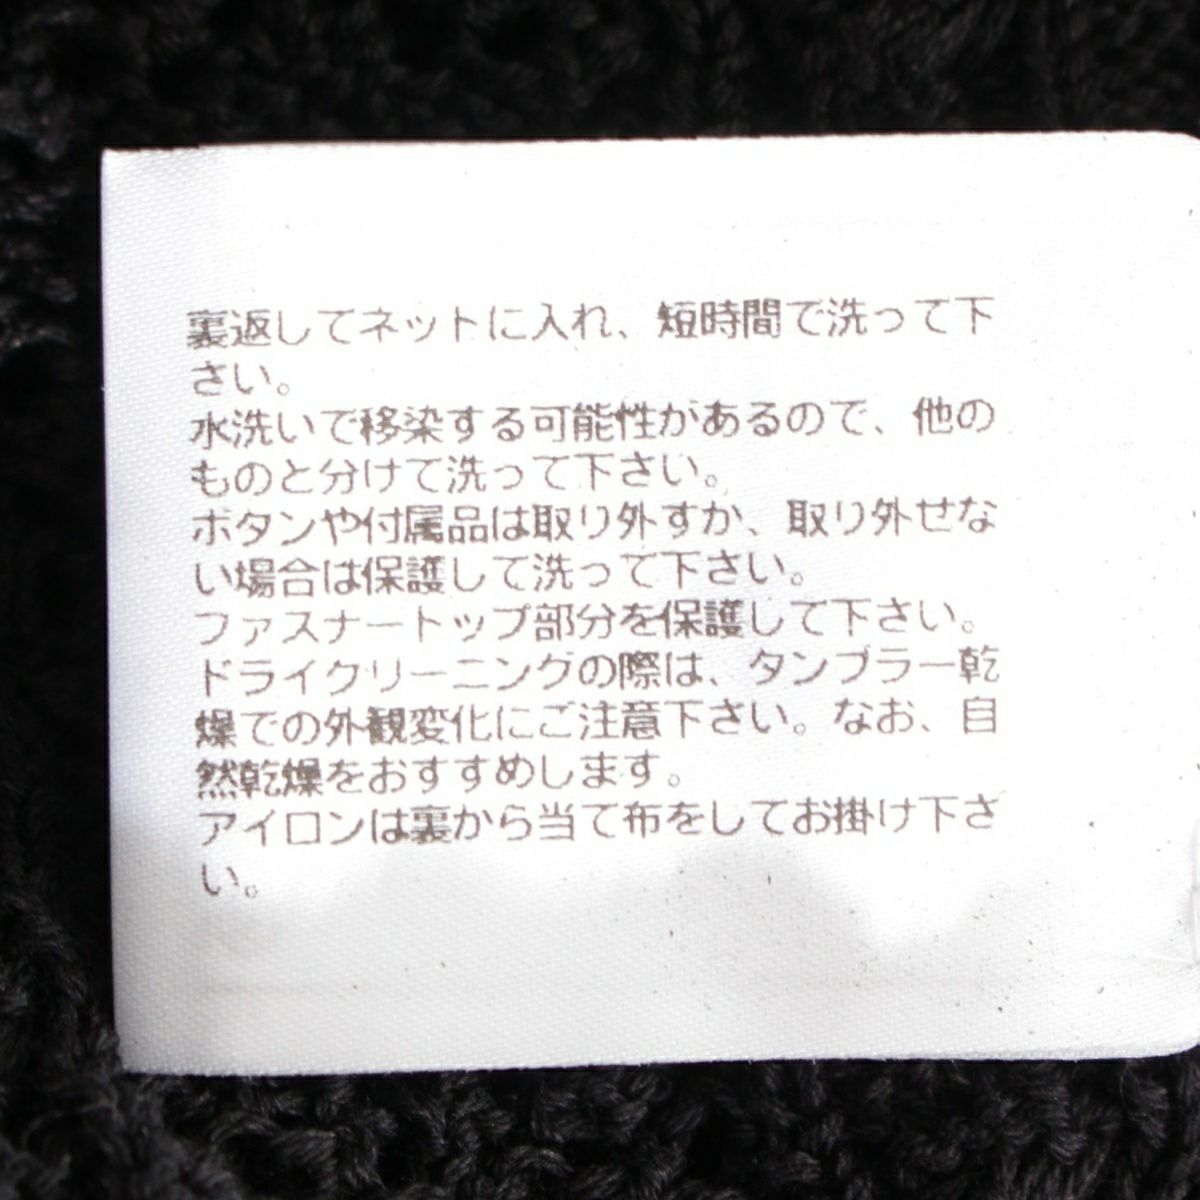 裏返してネットに入れ、短時間で洗って下
さい。
水洗いで移染する可能性があるので、他の
ものと分けて洗って下さい。
ボタンや付属品は取り外すか、取り外せな
い場合は保護して洗って下さい。
ファスナートップ部分を保護して下さい。
ドライクリーニングの際は、タンブラー乾
燥での外観変化にご注意下さい。なお、自
然乾燥をおすすめします。
アイロンは裏から当て布をしてお掛け下さ
い。